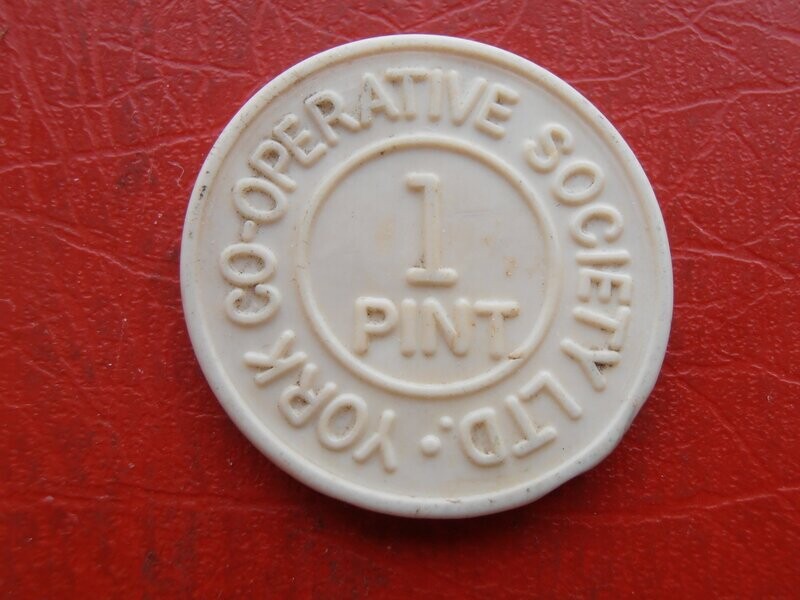 YORK CO-OPERATIVE SOCIETY LTD.
1
PINT